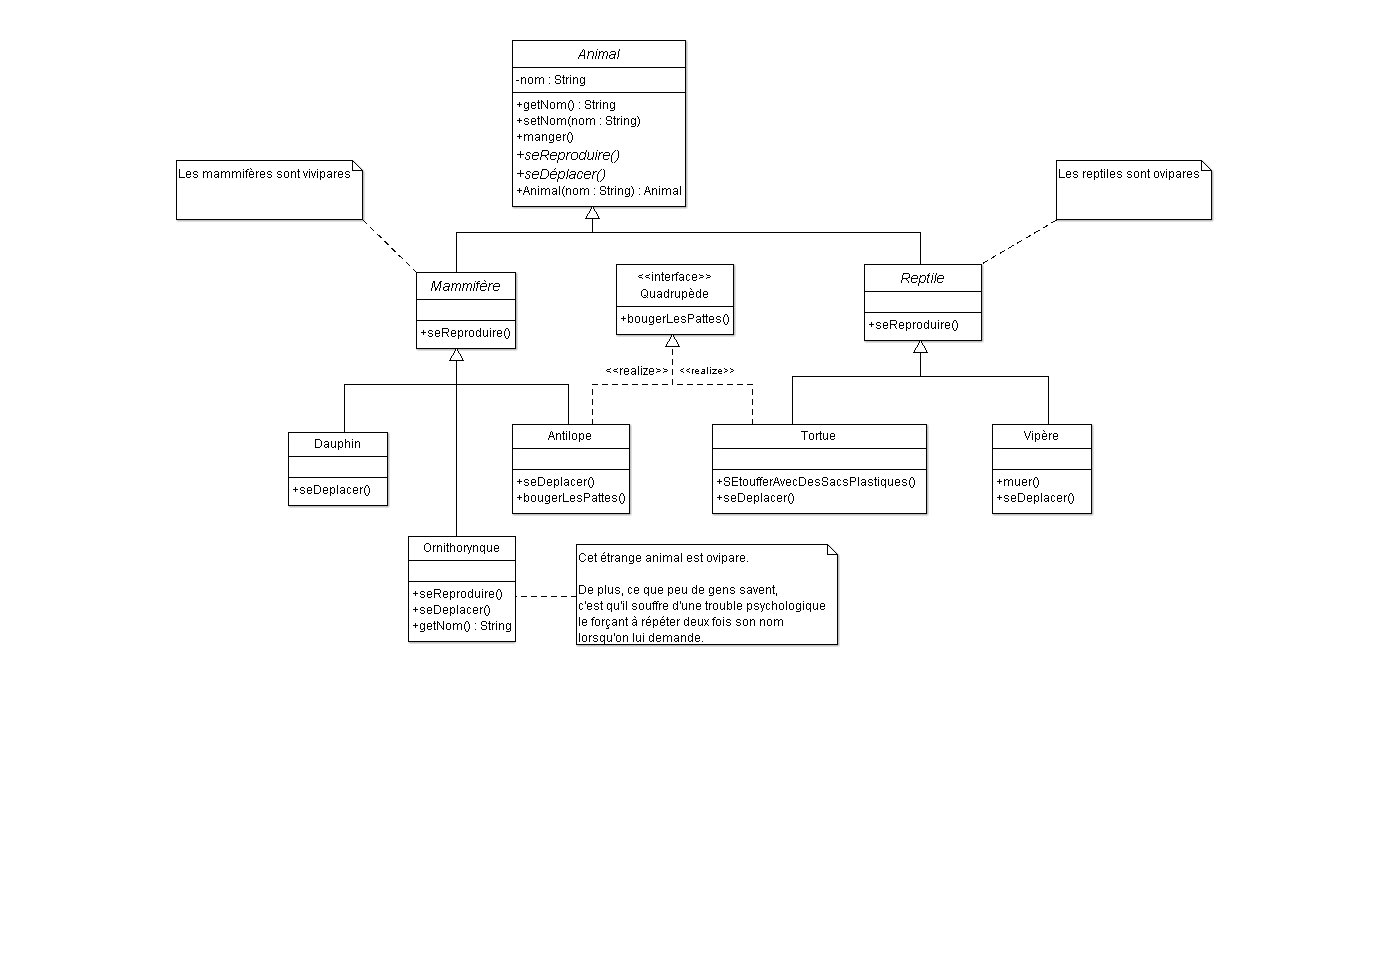 Animal
-nom : String
+getNom() : String
+setNom(nom : String)
+manger()
+seReproduire()
+seDéplacer()
+Animal(nom : String) : Animal
Les mammifères sont vivipares
Les reptiles sont ovipares
Mammifère
+seReproduire()
<<interface>>
Quadrupède
+bougerLesPattes()
Reptile
+seReproduire()
<<realize>>
<<realize>>
Dauphin
+seDeplacer()
Antilope
+seDeplacer()
+bougerLesPattes()
Tortue
+SEtoufferAvecDesSacsPlastiques()
+seDeplacer()
Vipère
+muer()
+seDeplacer()
Ornithorynque
+seReproduire()
+seDeplacer()
+getNom() : String
Cet étrange animal est ovipare.
De plus, ce que peu de gens savent,
c'est qu'il souffre d'une trouble psychologique
le forçant à répéter deux fois son nom
lorsqu'on lui demande.